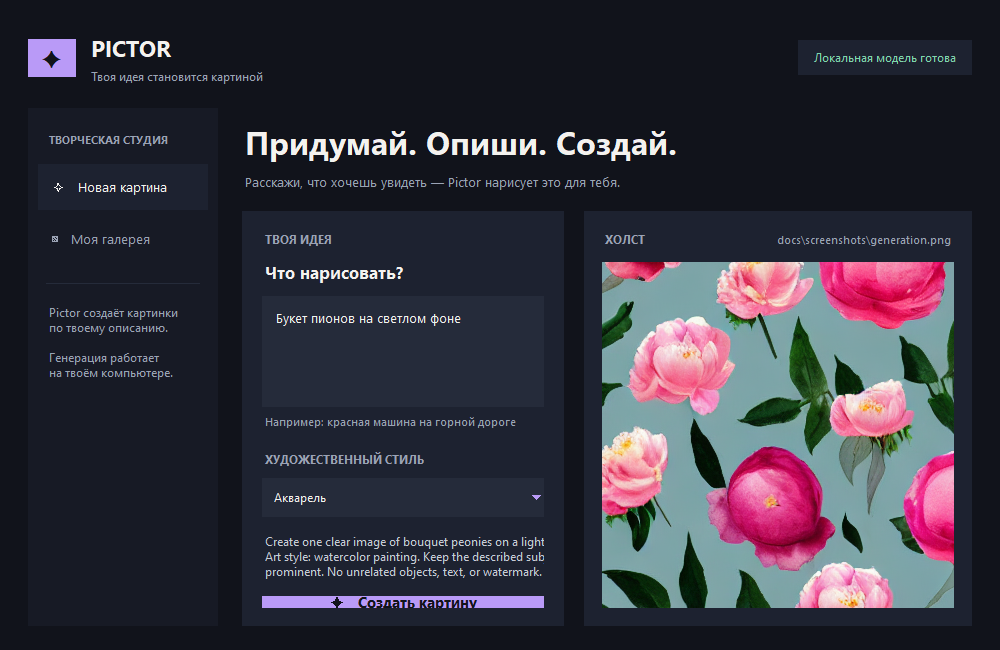 PICTOR
Твоя идея становится картиной
Локальная модель готова
ТВОРЧЕСКАЯ СТУДИЯ
Новая картина
Моя галерея
Pictor создаёт картинки
по твоему описанию.
Генерация работает
на твоём компьютере.
Придумай. Опиши. Создай.
Расскажи, что хочешь увидеть — Pictor нарисует это для тебя.
ТВОЯ ИДЕЯ
Что нарисовать?
Букет пионов на светлом фоне
Например: красная машина на горной дороге
ХУДОЖЕСТВЕННЫЙ СТИЛЬ
Акварель
Create one clear image of bouquet peonies on a light
Art style: watercolor painting. Keep the described sub
prominent. No unrelated objects, text, or watermark.
Создать картину
ХОЛСТ
docs\screenshots\generation.png